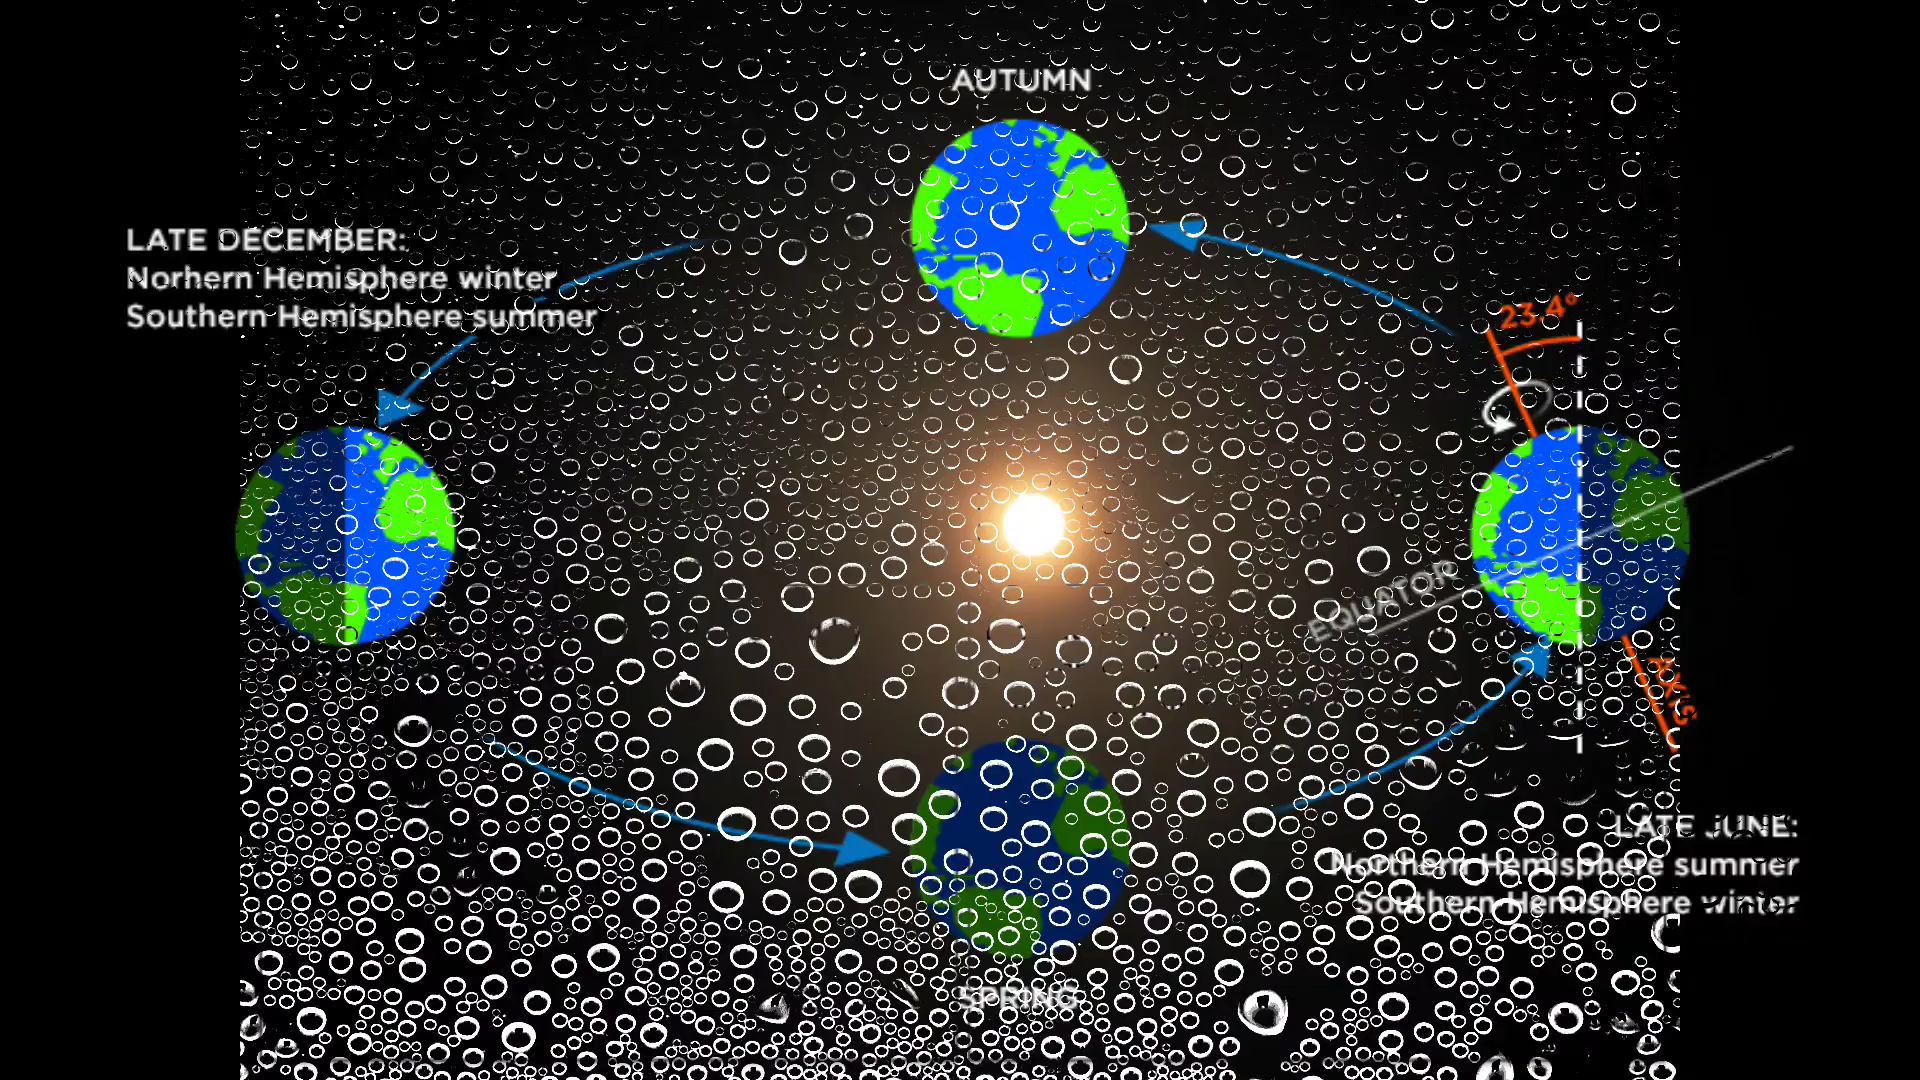 AUTUMN
LATE DECEMBER:
Norhern Hemisphere winter
Southern Hemisphere summer
23.4°
EQUATOR
AXIS
LATE JUNE:
Northern Hemisphere summer
Southern Hemisphere winter
SPRING